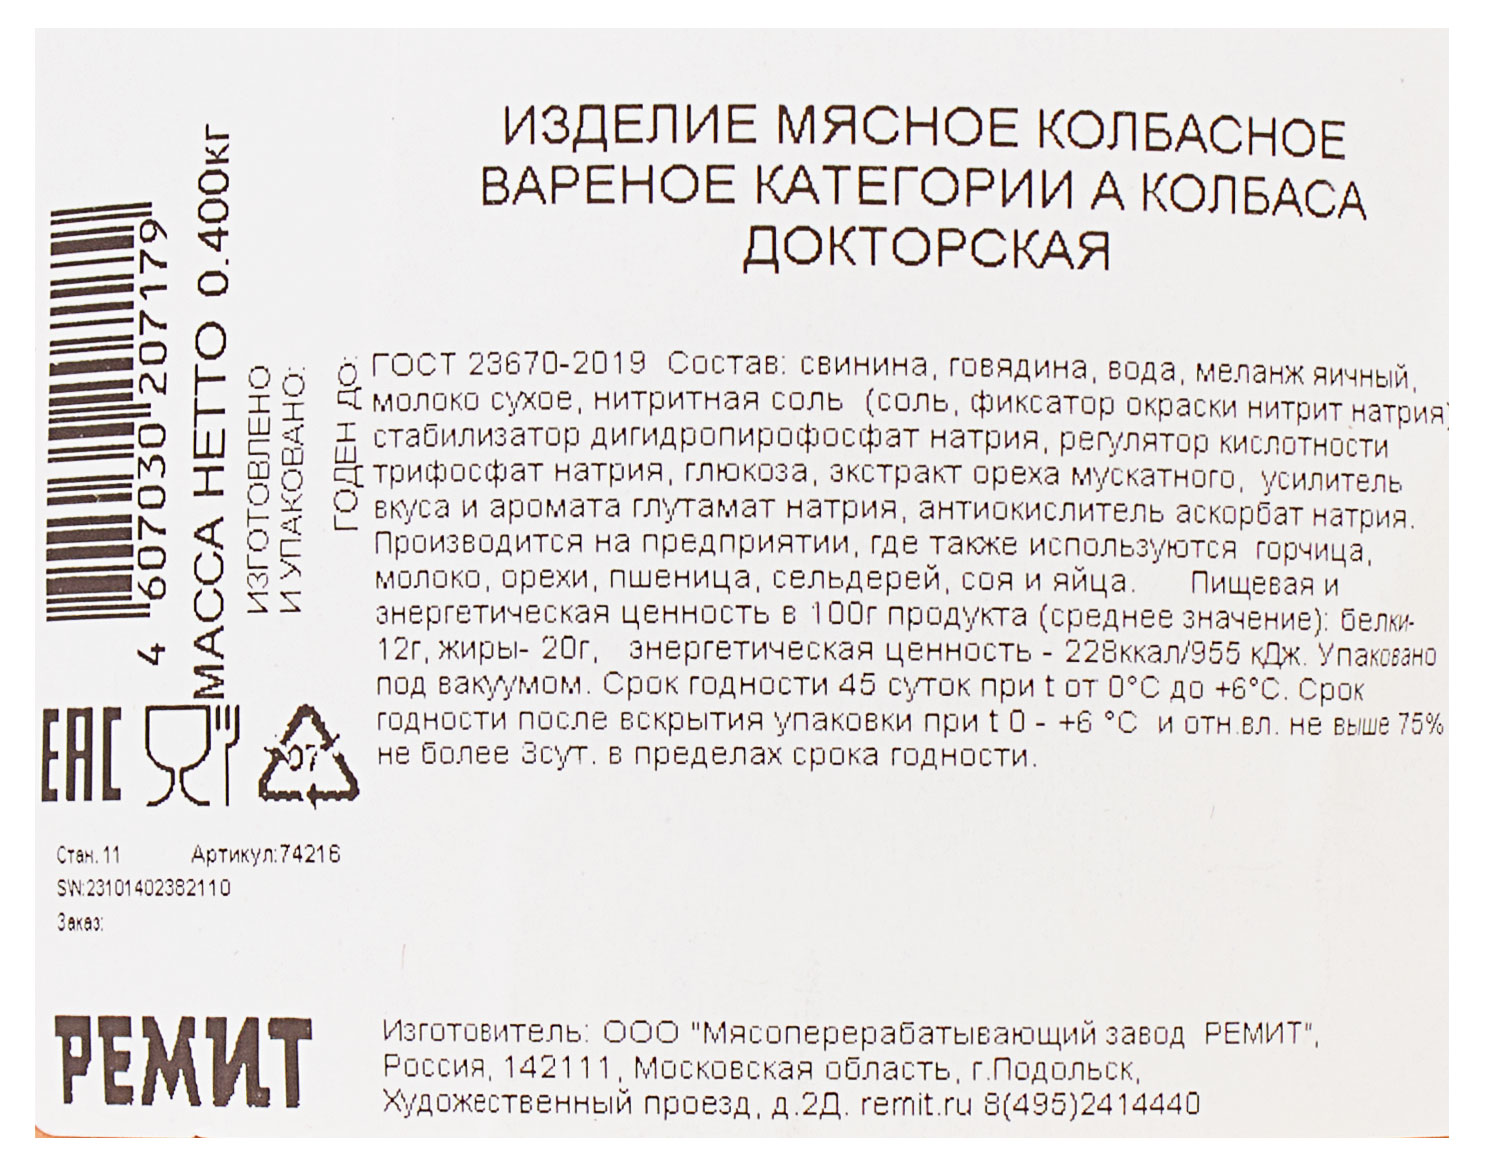 ИЗДЕЛИЕ МЯСНОЕ КОЛБАСНОЕ
ВАРЕНОЕ КАТЕГОРИИ А КОЛБАСА
ДОКТОРСКАЯ
4 607030 207179
МАССА НЕТТО 0.400КГ
ИЗГОТОВЛЕНО
И УПАКОВАНО:
ГОДЕН ДО:
ГОСТ 23670-2019 Состав: свинина, говядина, вода, меланж яичный,
молоко сухое, нитритная соль (соль, фиксатор окраски нитрит натрия)
стабилизатор дигидропирофосфат натрия, регулятор кислотности
трифосфат натрия, глюкоза, экстракт ореха мускатного, усилитель
вкуса и аромата глутамат натрия, антиокислитель аскорбат натрия.
Производится на предприятии, где также используются горчица,
молоко, орехи, пшеница, сельдерей, соя и яйца. Пищевая и
энергетическая ценность в 100г продукта (среднее значение): белки-
12г, жиры- 20г, энергетическая ценность - 228ккал/955 кДж. Упаковано
под вакуумом. Срок годности 45 суток при t от 0°С до +6°С. Срок
годности после вскрытия упаковки при t 0 - +6 °С и отн.вл. не выше 75%
не более 3сут. в пределах срока годности.
ЕАС
07
Стан.11 Артикул:74216
SW:23101402382110
Заказ:
РЕМИТ
Изготовитель: ООО "Мясоперерабатывающий завод РЕМИТ",
Россия, 142111, Московская область, г.Подольск,
Художественный проезд, д.2Д. remit.ru 8(495)2414440